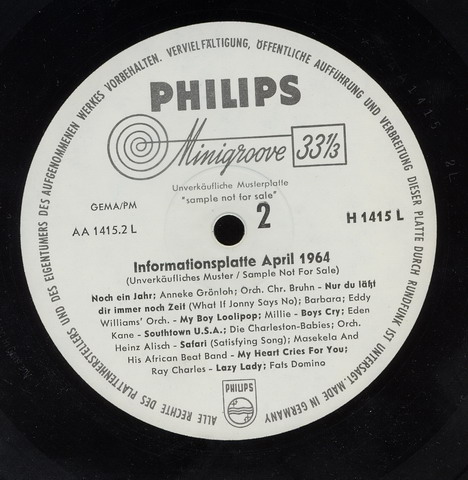 ALLE RECHTE DES PLATTENHERSTELLERS UND DES EIGENTÜMERS DES AUFGENOMMENEN WERKES VORBEHALTEN. VERVIELFÄLTIGUNG, ÖFFENTLICHE AUFFÜHRUNG UND VERBREITUNG DIESER PLATTE DURCH RUNDFUNK IST UNTERSAGT. MADE IN GERMANY
PHILIPS
Minigroove 33⅓
Unverkäufliche Musterplatte
"sample not for sale"
GEMA/PM
2
H 1415 L
AA 1415.2 L
Informationsplatte April 1964
(Unverkäufliches Muster / Sample Not For Sale)
Noch ein Jahr; Anneke Grönloh; Orch. Chr. Bruhn - Nur du läßt
dir immer noch Zeit (What If Jonny Says No); Barbara; Eddy
Williams' Orch. - My Boy Loolipop; Millie - Boys Cry; Eden
Kane - Southtown U.S.A.; Die Charleston-Babies; Orch.
Heinz Alisch - Safari (Satisfying Song); Masekela And
His African Beat Band - My Heart Cries For You;
Ray Charles - Lazy Lady; Fats Domino
PHILIPS